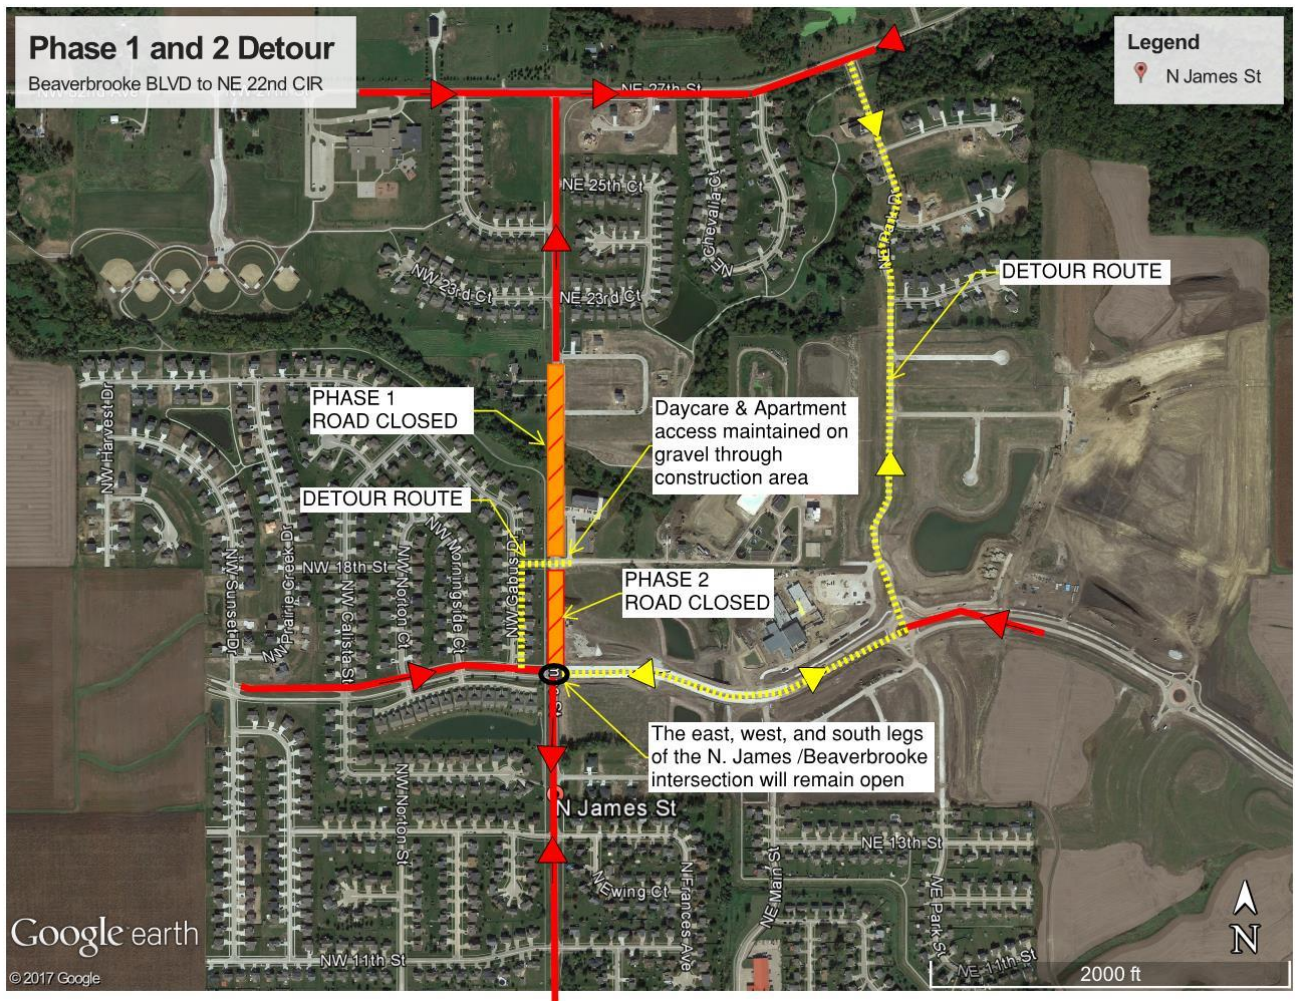 Phase 1 and 2 Detour
Beaverbrooke BLVD to NE 22nd CIR
Legend
N James St
NE 27th St
NE 25th Ct
NE Chevalia Ct
NW 23rd Ct
NE 23rd Ct
DETOUR ROUTE
PHASE 1
ROAD CLOSED
Daycare & Apartment
access maintained on
gravel through
construction area
NW Harvest Dr
DETOUR ROUTE
NW Morningside Ct
NW Prairie Creek Dr
NW 18th St
NW Sunset Dr
NW Calista St
NW Norton Ct
NW Gabus Dr
PHASE 2
ROAD CLOSED
The east, west, and south legs
of the N. James /Beaverbrooke
intersection will remain open
N James St
NW Norton St
NE 13th St
N Ewing Ct
N Frances Ave
NE Main St
NE Park St
N
Google earth
NW 11th St
NE 11th St
© 2017 Google
2000 ft